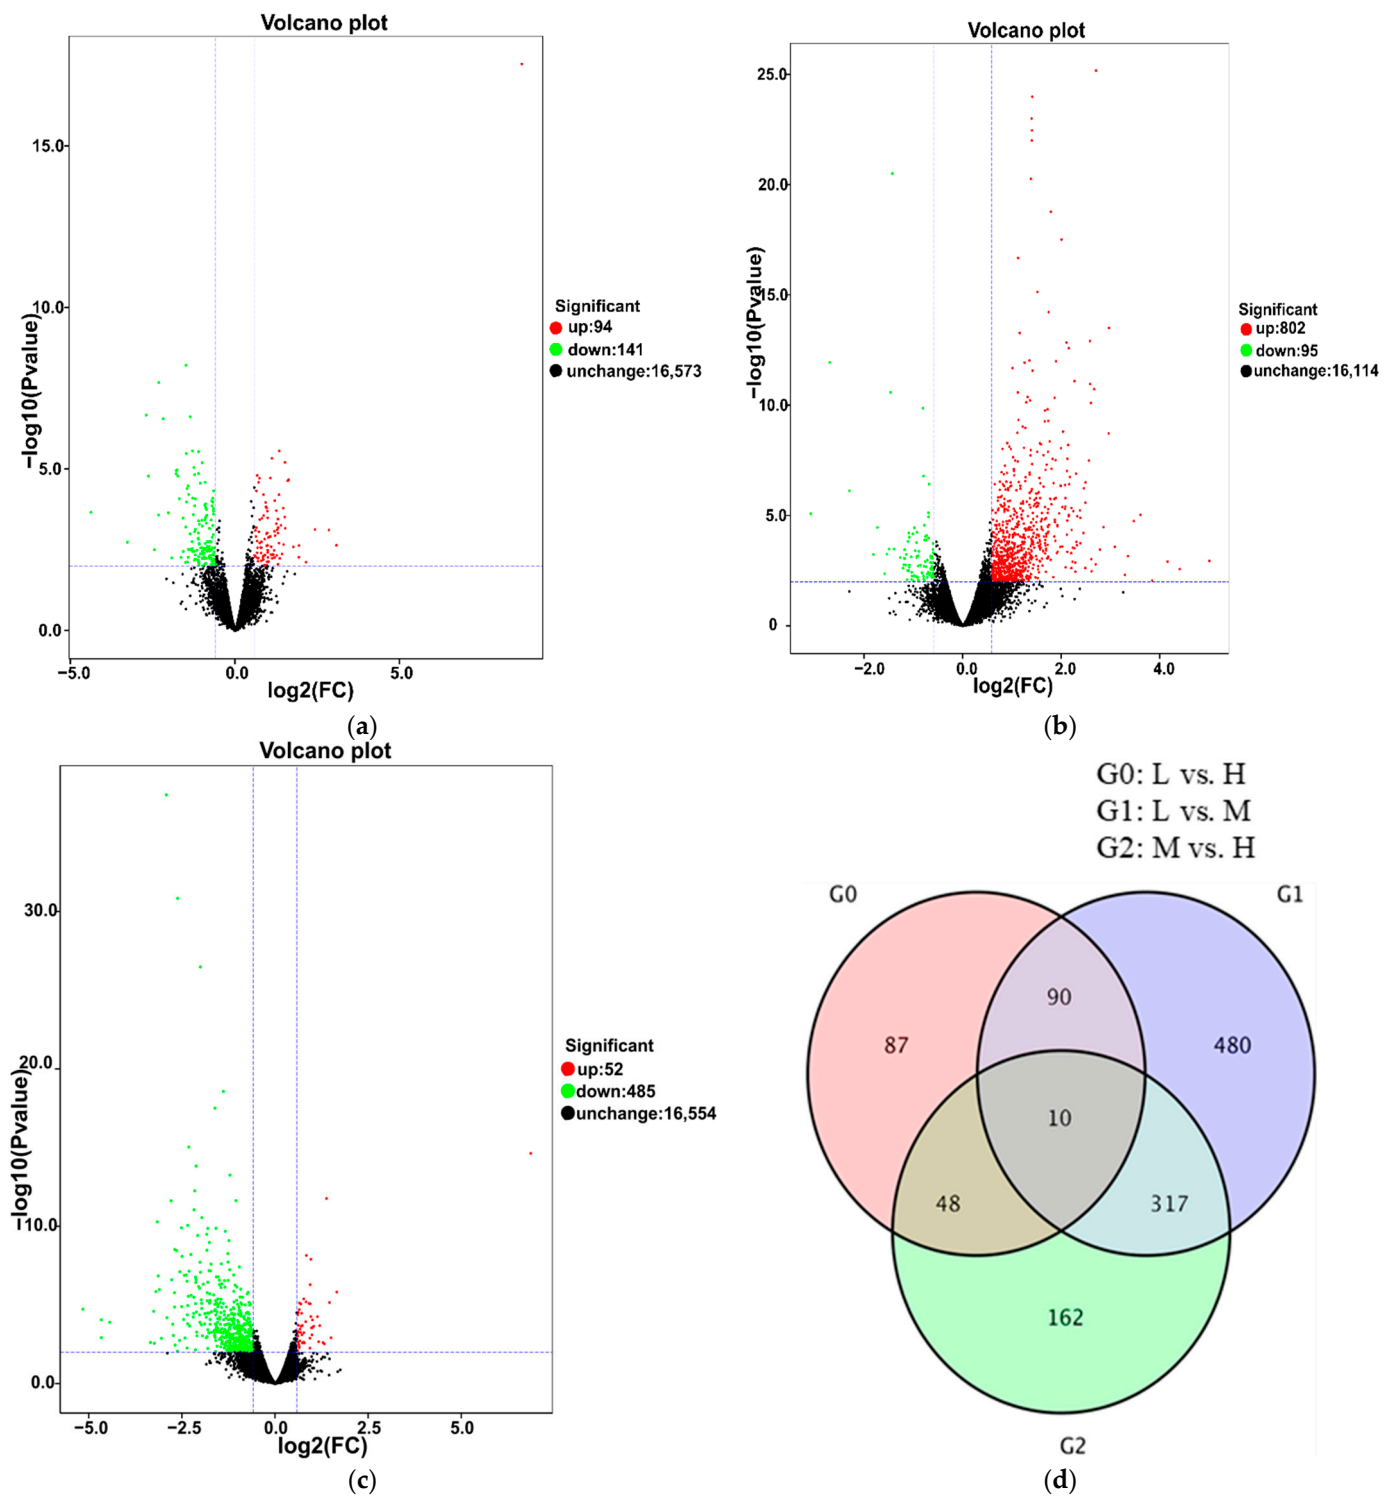 Volcano plot
15.0
10.0
5.0
0.0
−log10(Pvalue)
−5.0
0.0
5.0
log2(FC)
Significant
up:94
down:141
unchange:16,573
(a)
Volcano plot
25.0
20.0
15.0
10.0
5.0
0
−log10(Pvalue)
−2.0
0.0
2.0
4.0
log2(FC)
Significant
up:802
down:95
unchange:16,114
(b)
Volcano plot
30.0
20.0
10.0
0.0
−log10(Pvalue)
−5.0
−2.5
0.0
2.5
5.0
log2(FC)
Significant
up:52
down:485
unchange:16,554
(c)
G0: L vs. H
G1: L vs. M
G2: M vs. H
G0
G1
90
87
480
10
48
317
162
G2
(d)